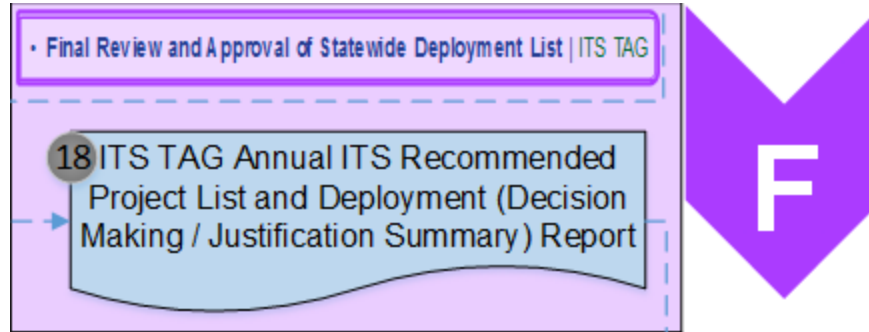 • Final Review and Approval of Statewide Deployment List | ITS TAG
18 ITS TAG Annual ITS Recommended
Project List and Deployment (Decision
Making / Justification Summary) Report
F